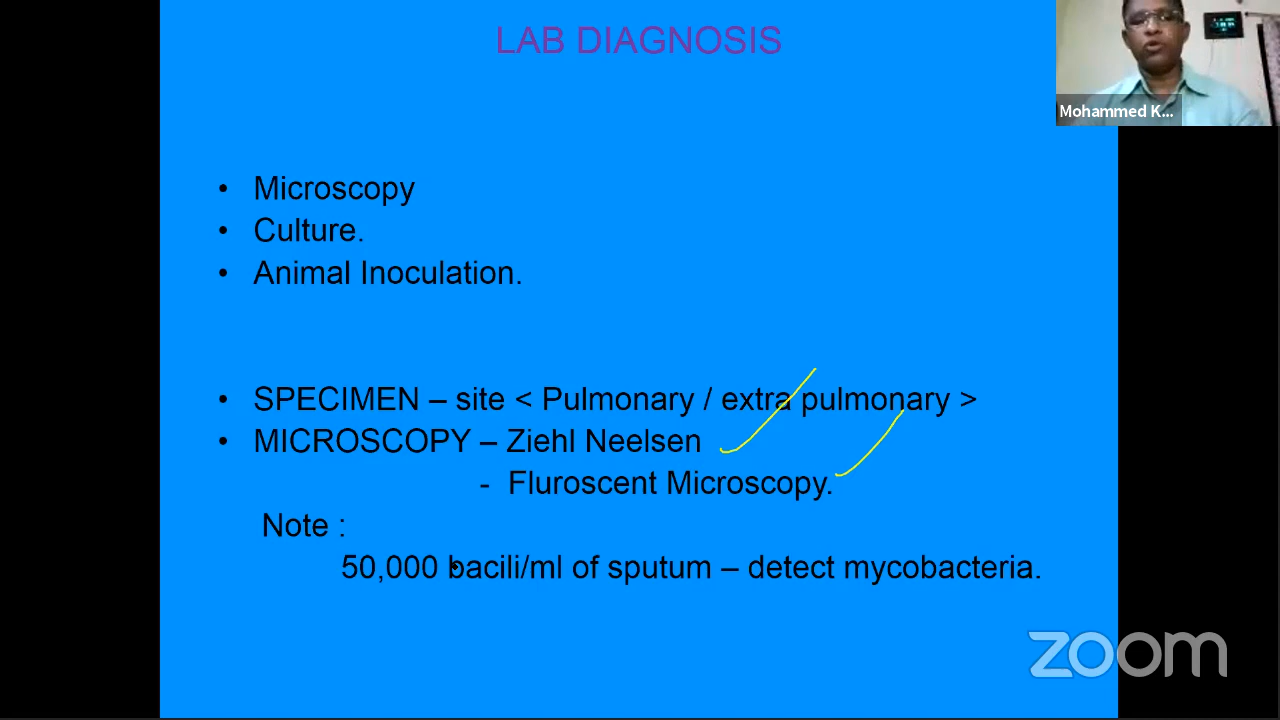 LAB DIAGNOSIS
Mohammed K...
• Microscopy
• Culture.
• Animal Inoculation.
• SPECIMEN – site < Pulmonary / extra pulmonary >
• MICROSCOPY – Ziehl Neelsen
- Fluroscent Microscopy.
Note :
50,000 bacili/ml of sputum – detect mycobacteria.
zoom